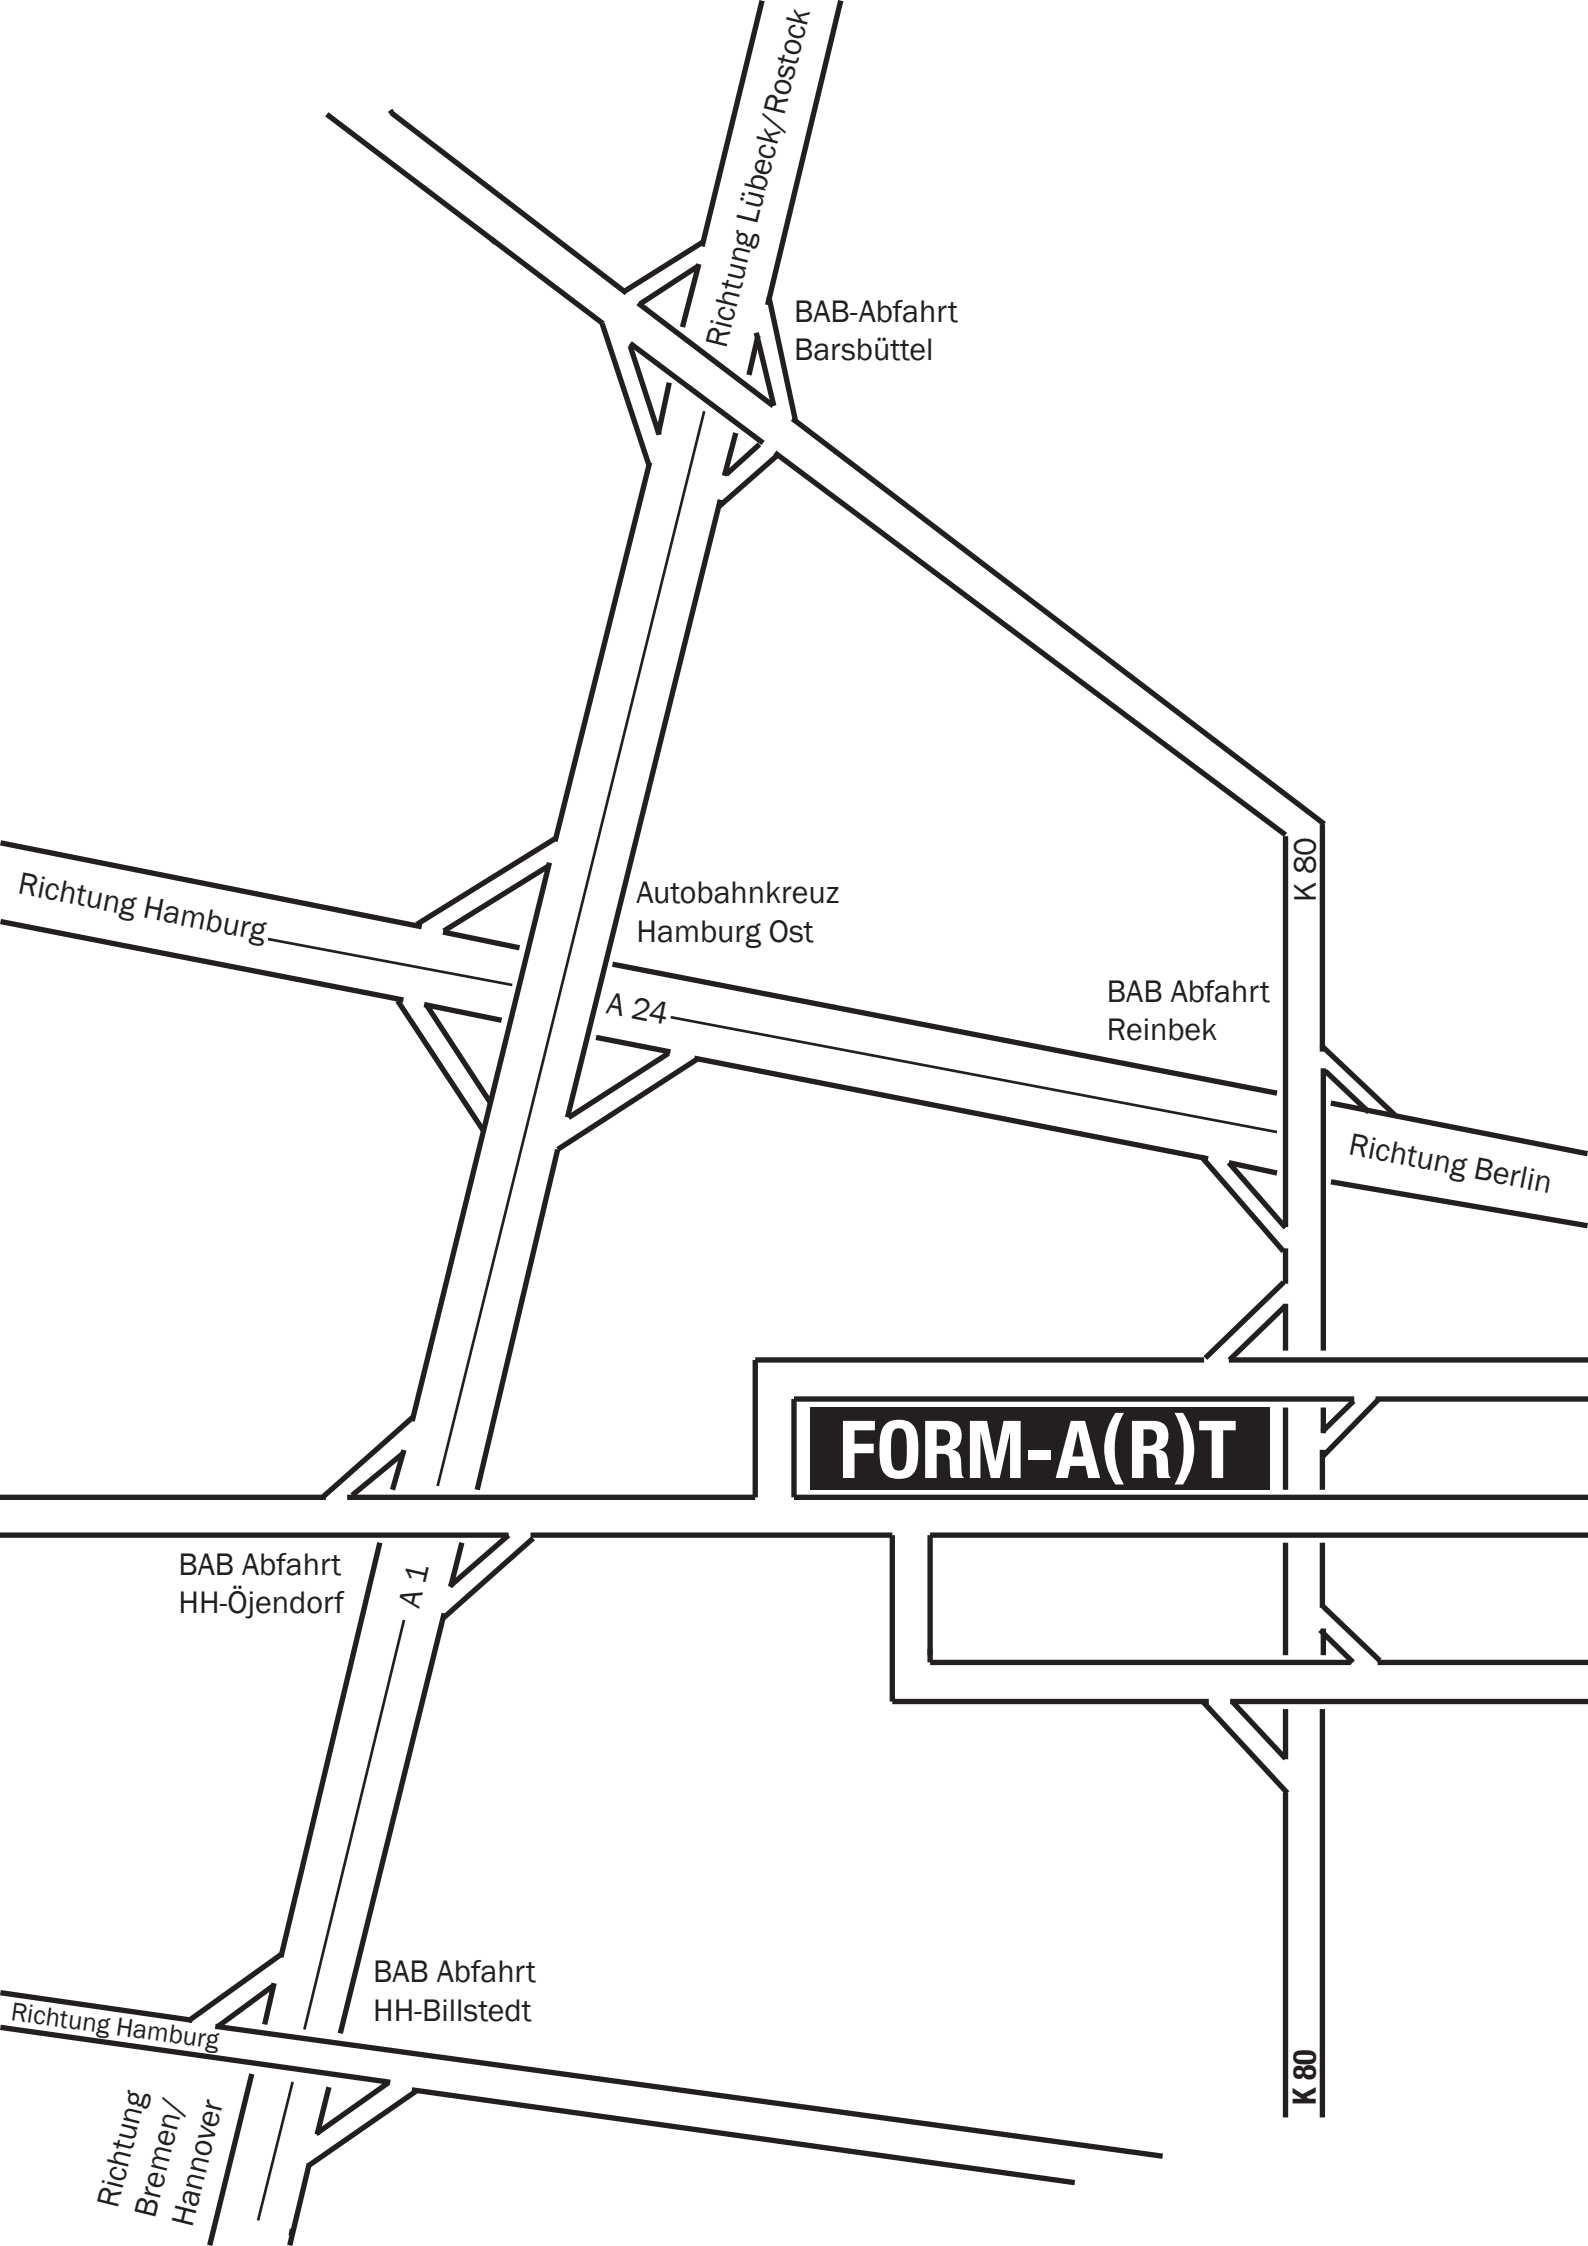 Richtung Lübeck/Rostock
BAB-Abfahrt
Barsbüttel
K 80
Richtung Hamburg
Autobahnkreuz
Hamburg Ost
A 24
BAB Abfahrt
Reinbek
Richtung Berlin
FORM-A(R)T
BAB Abfahrt
HH-Öjendorf
A 1
BAB Abfahrt
HH-Billstedt
Richtung Hamburg
Richtung
Bremen/
Hannover
K 80